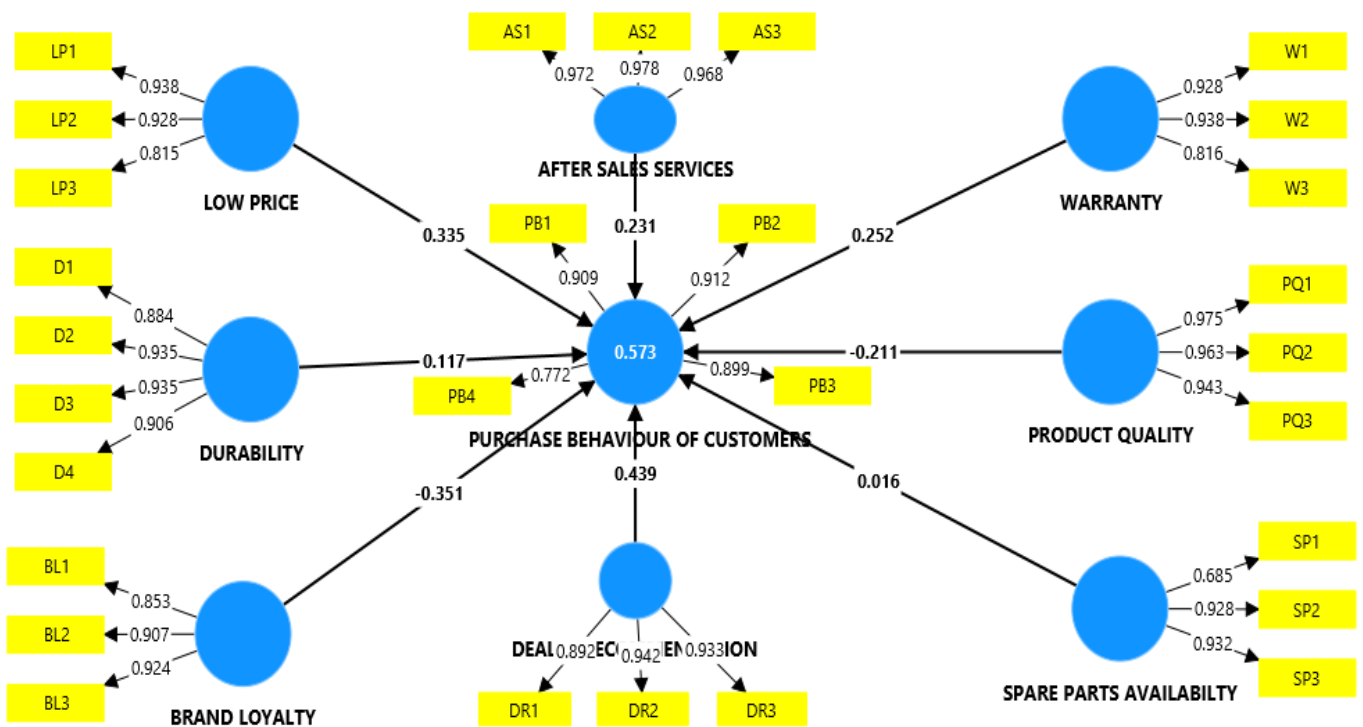 AS1
AS2
AS3
LP1
W1
0.972
0.978
0.968
0.938
0.928
LP2
0.928
0.938
W2
0.815
0.816
LP3
AFTER SALES SERVICES
W3
LOW PRICE
WARRANTY
PB1
PB2
0.335
0.231
0.252
D1
0.909
0.912
PQ1
0.884
0.975
D2
0.935
0.573
-0.211
0.963
PQ2
0.117
0.772
0.899
D3
0.935
PB4
PB3
0.943
0.906
PQ3
PURCHASE BEHAVIOUR OF CUSTOMERS
PRODUCT QUALITY
DURABILITY
D4
0.439
0.016
-0.351
SP1
BL1
0.685
0.853
SP2
0.928
BL2
0.907
0.932
0.924
0.892
0.942
0.933
SP3
BL3
SPARE PARTS AVAILABILTY
BRAND LOYALTY
DR1
DR2
DR3